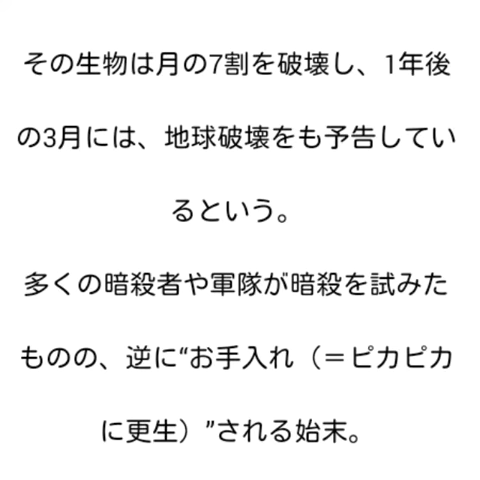 その生物は月の7割を破壊し、1年後
の3月には、地球破壊をも予告してい
るという。
多くの暗殺者や軍隊が暗殺を試みた
ものの、逆に“お手入れ（＝ピカピカ
に更生）”される始末。